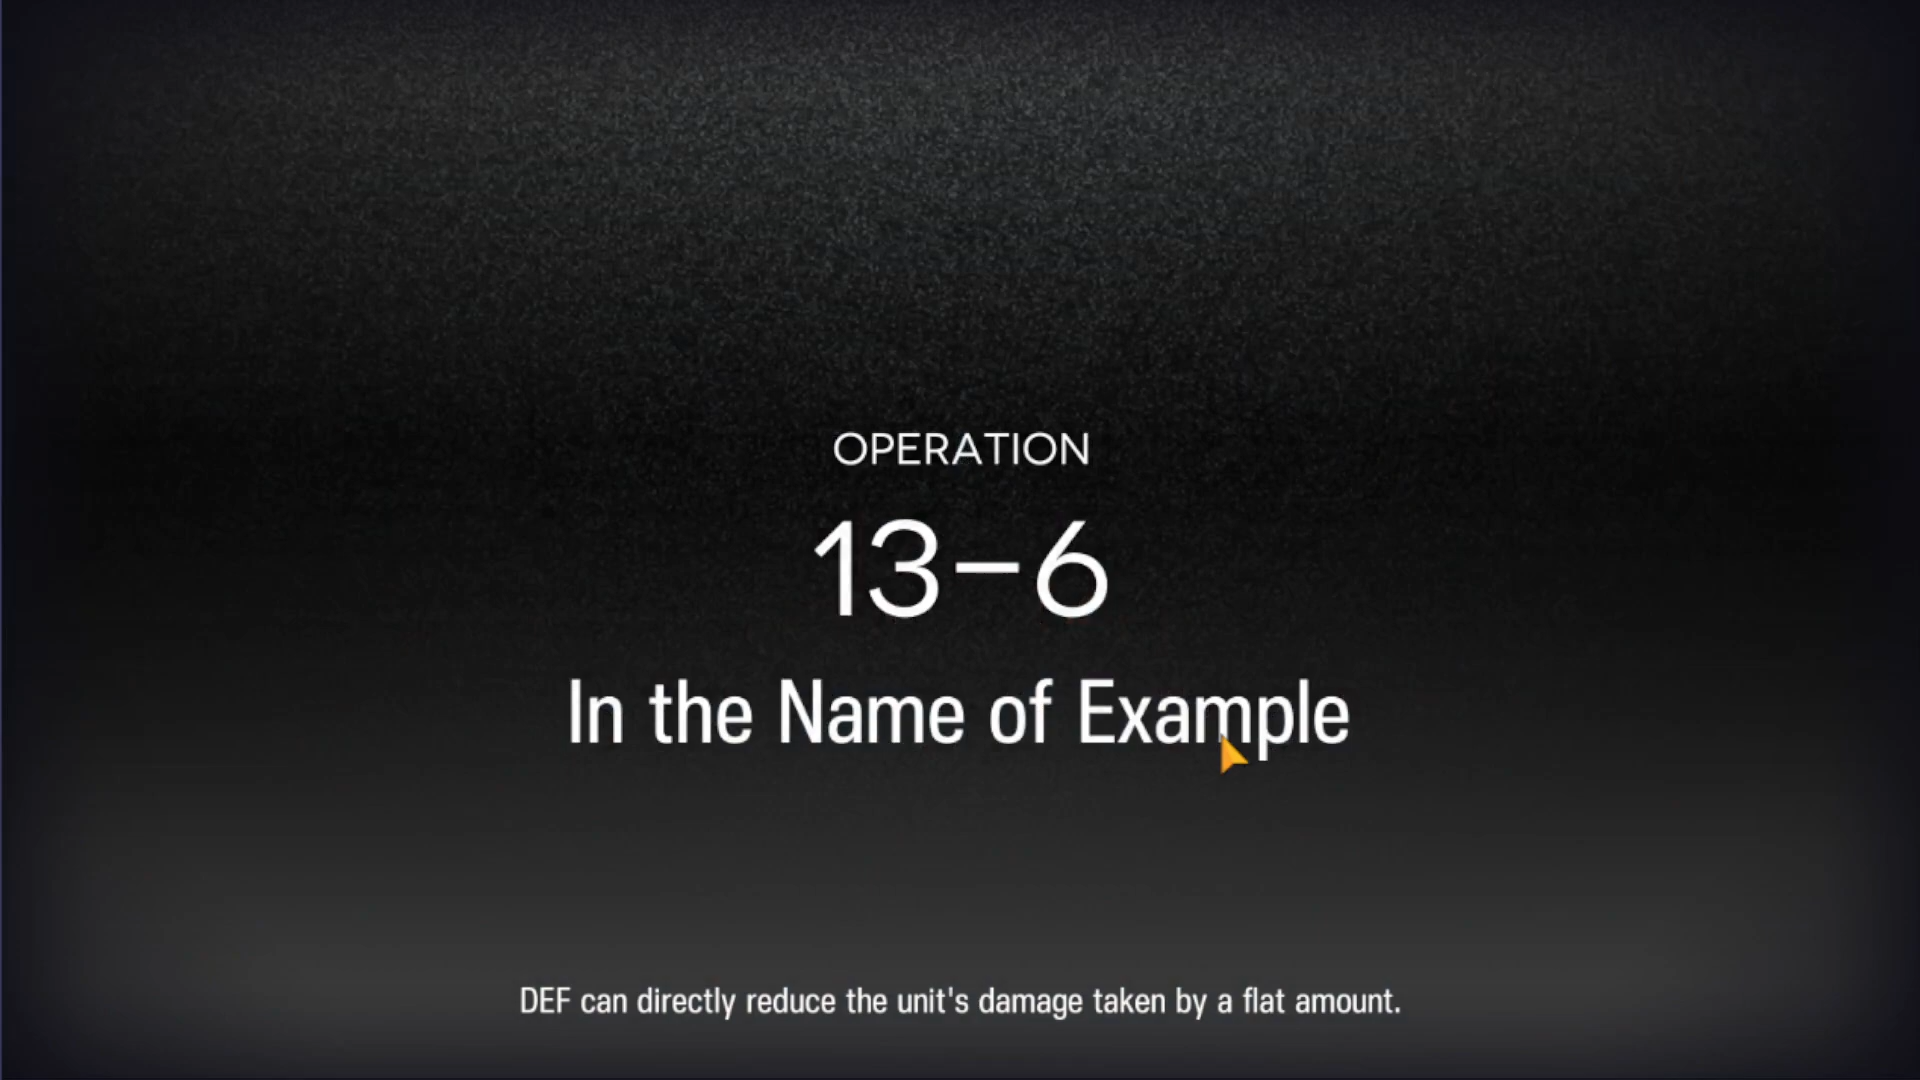 OPERATION
13-6
In the Name of Example
DEF can directly reduce the unit's damage taken by a flat amount.